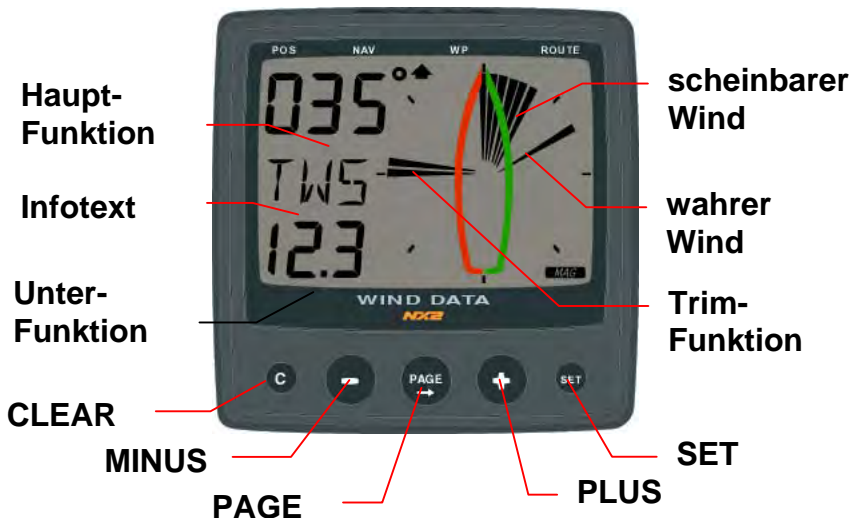 POS NAV WP ROUTE
035°
TWS
12.3
MAG
WIND DATA
NX2
C - PAGE + SET
Haupt-
Funktion
Infotext
Unter-
Funktion
CLEAR
MINUS
PAGE
PLUS
SET
scheinbarer
Wind
wahrer
Wind
Trim-
Funktion